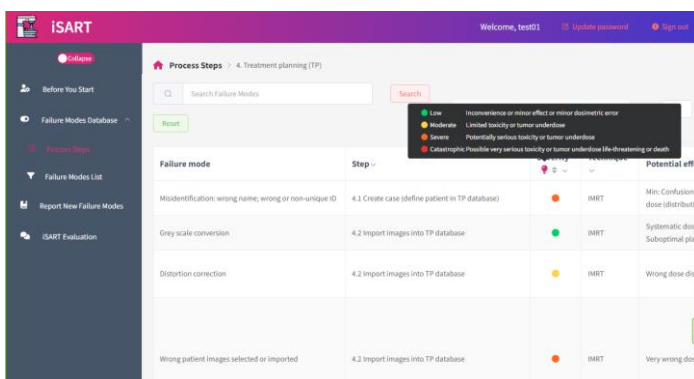 iSART
Welcome, test01
Update password
Sign out
Collapse
Before You Start
Failure Modes Database
Process Steps
Failure Modes List
Report New Failure Modes
iSART Evaluation
Process Steps > 4. Treatment planning (TP)
Search Failure Modes
Search
Reset
Low Inconvenience or minor effect or minor dosimetric error
Moderate Limited toxicity or tumor underdose
Severe Potentially serious toxicity or tumor underdose
Catastrophic Possible very serious toxicity or tumor underdose life-threatening or death
Failure mode Step Severity Technique Potential eff
Misidentification: wrong name; wrong or non-unique ID 4.1 Create case (define patient in TP database) IMRT Min: Confusion
dose (distributi
Grey scale conversion 4.2 Import images into TP database IMRT Systematic dos
Suboptimal pla
Distortion correction 4.2 Import images into TP database IMRT Wrong dose dis
Wrong patient images selected or imported 4.2 Import images into TP database IMRT Very wrong dos